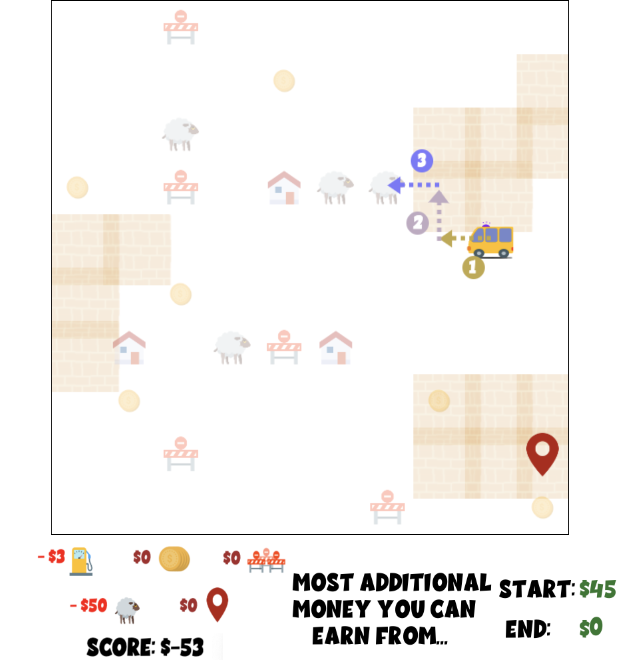 3
2
1
- $3 $0 $0
- $50 $0
SCORE: $-53
MOST ADDITIONAL
MONEY YOU CAN
EARN FROM...
START: $45
END: $0